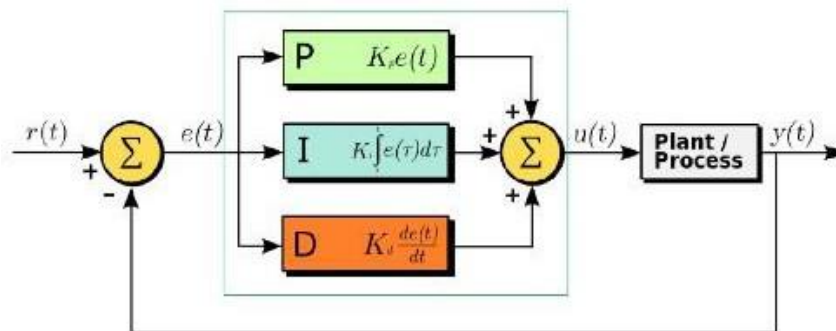 P K_p e(t)
r(t) + - Σ e(t)
I K_i ∫ e(τ)dτ
+ + + Σ u(t)
Plant /
Process
y(t)
D K_d de(t)/dt